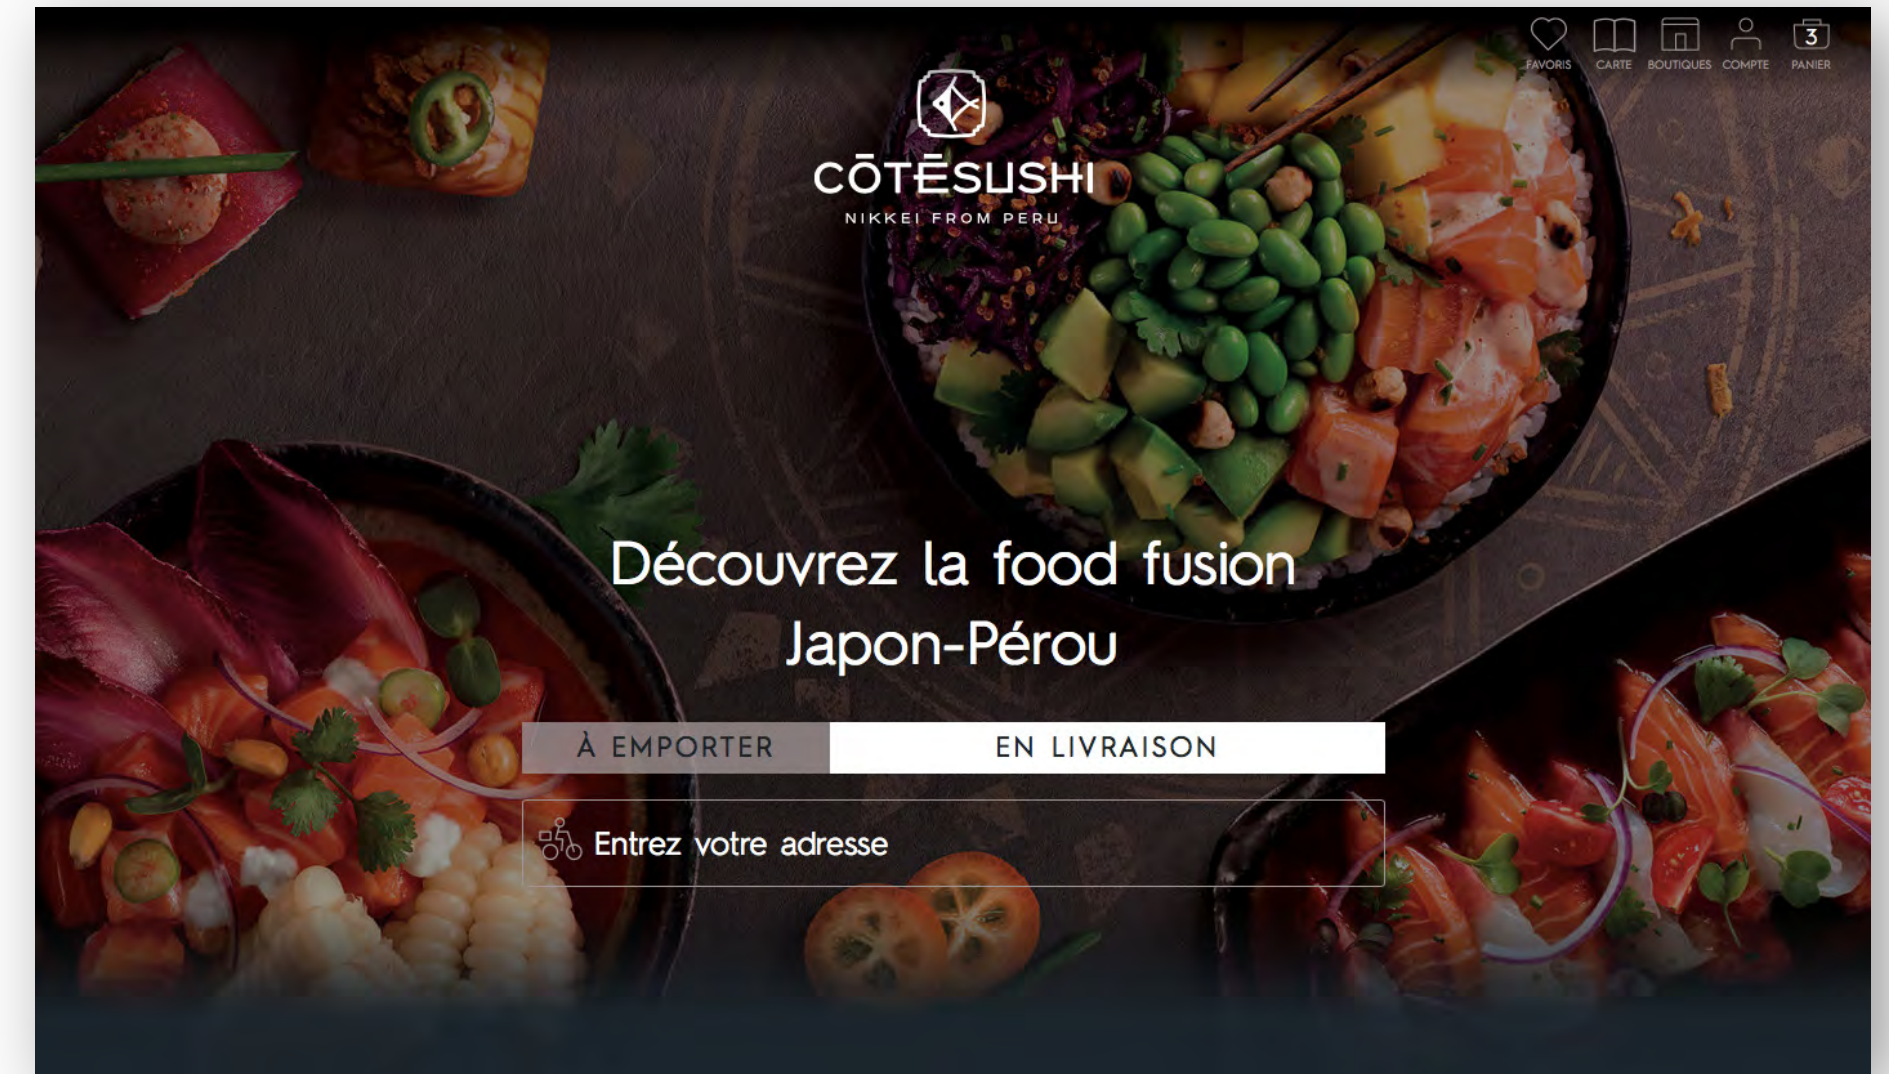 FAVORIS
CARTE
BOUTIQUES
COMPTE
3
PANIER
CŌTĒSUSHI
NIKKEI FROM PERU
Découvrez la food fusion
Japon-Pérou
À EMPORTER
EN LIVRAISON
Entrez votre adresse